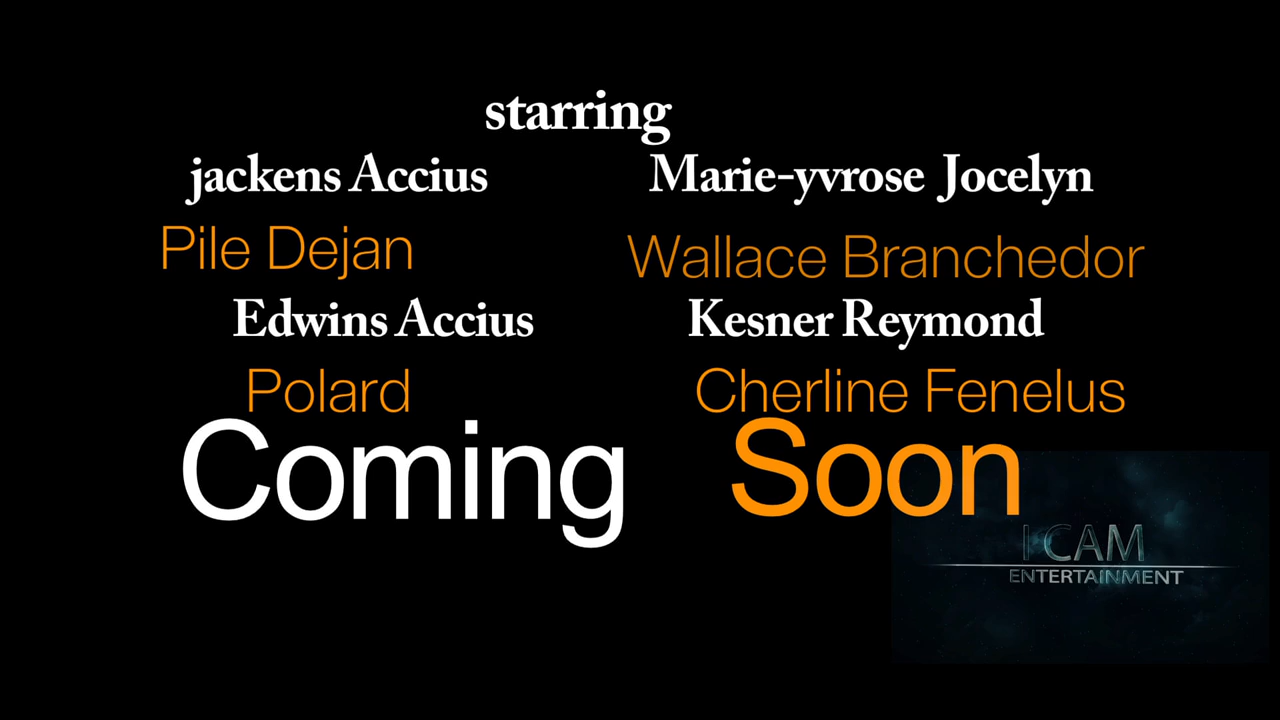 starring
jackens Accius Marie-yvrose Jocelyn
Pile Dejan Wallace Branchedor
Edwins Accius Kesner Reymond
Polard Cherline Fenelus
Coming Soon
I CAM
ENTERTAINMENT